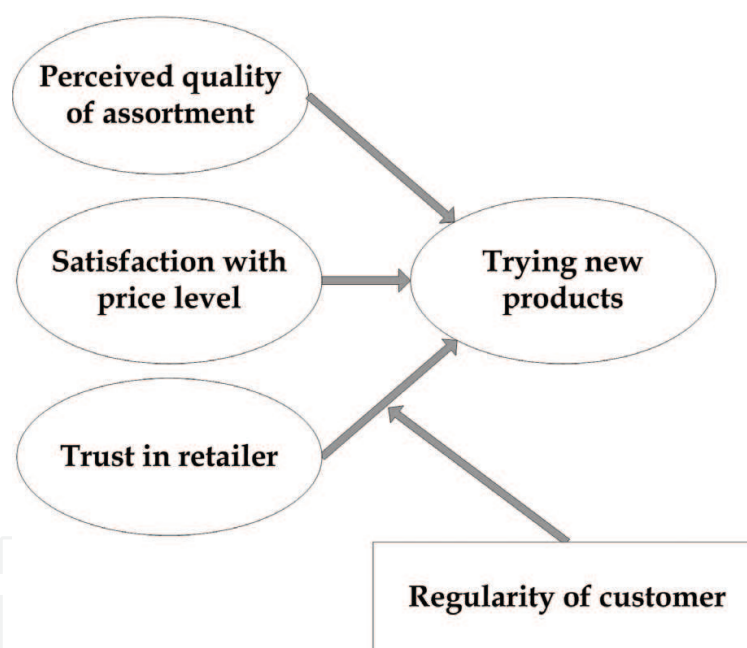 Perceived quality
of assortment
Satisfaction with
price level
Trying new
products
Trust in retailer
Regularity of customer